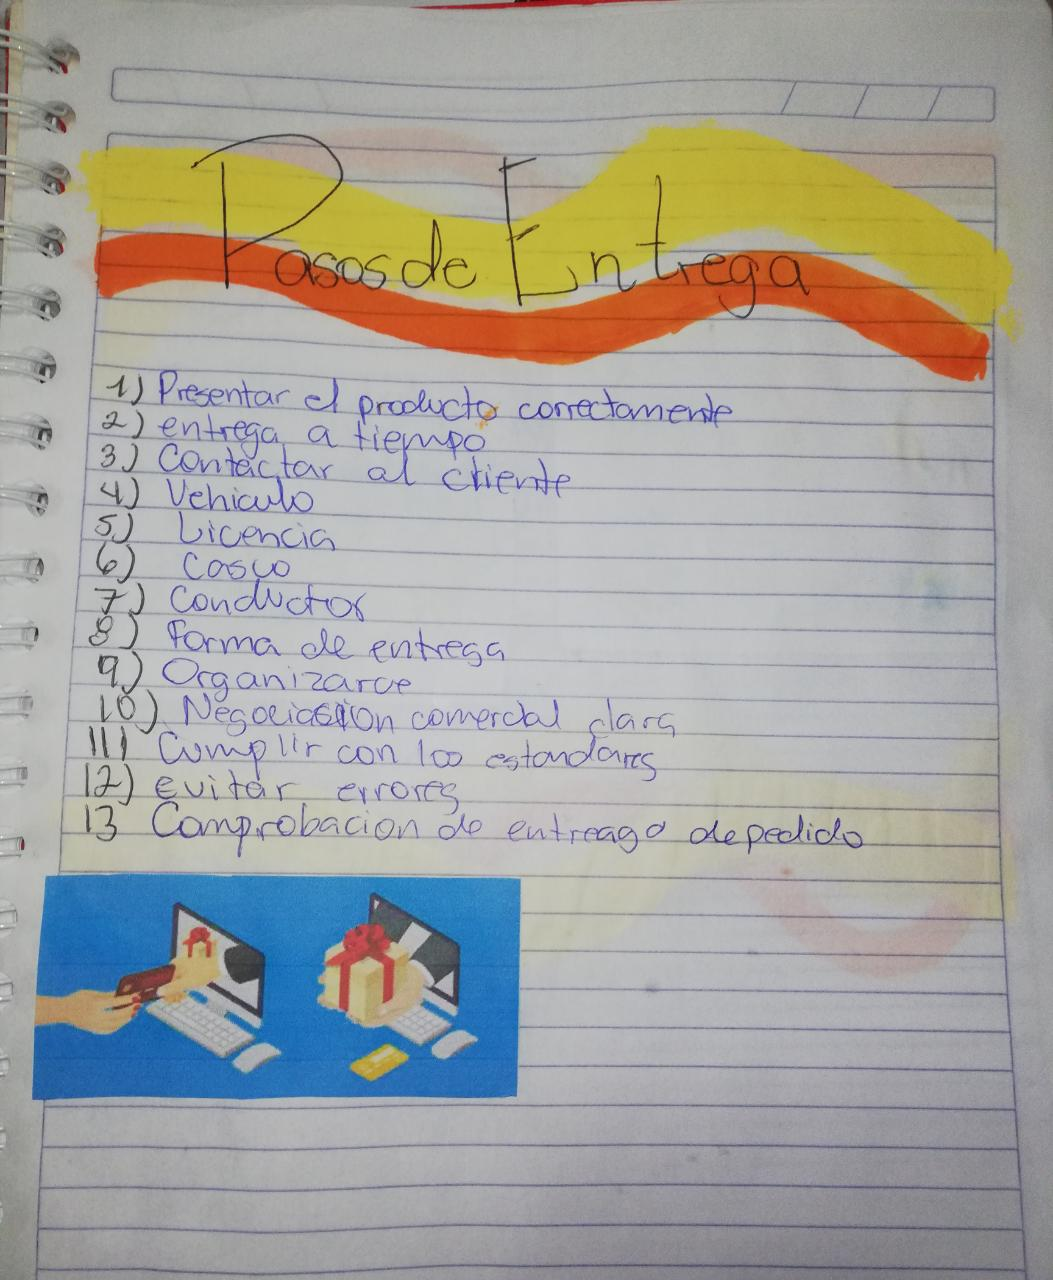 Pasos de Entrega
1) Presentar el producto correctamente
2) entrega a tiempo
3) Contactar al cliente
4) Vehiculo
5) Licencia
6) Casco
7) Conductor
8) forma de entrega
9) Organizarce
10) Negociasion comercial clara
11) Cumplir con los estandares
12) evitar errores
13 Comprobacion de entreaga de pedido